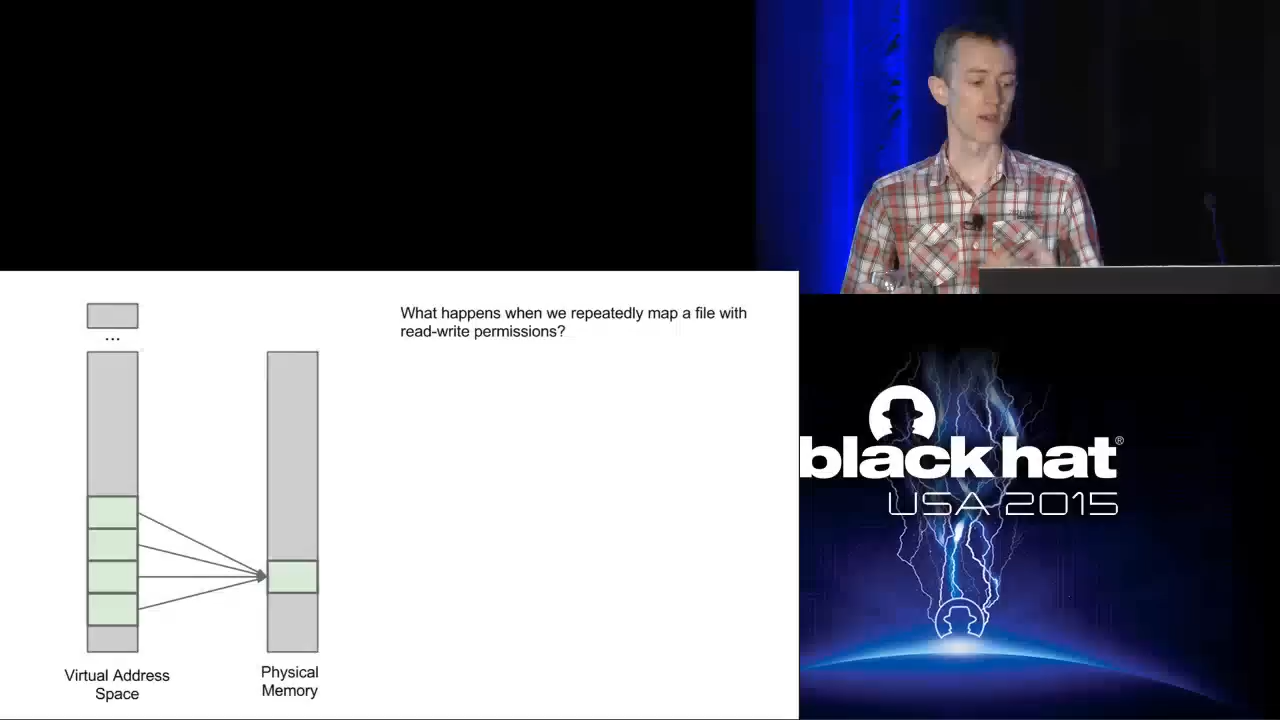 What happens when we repeatedly map a file with
read-write permissions?
...
Virtual Address
Space
Physical
Memory
black hat®
USA 2015